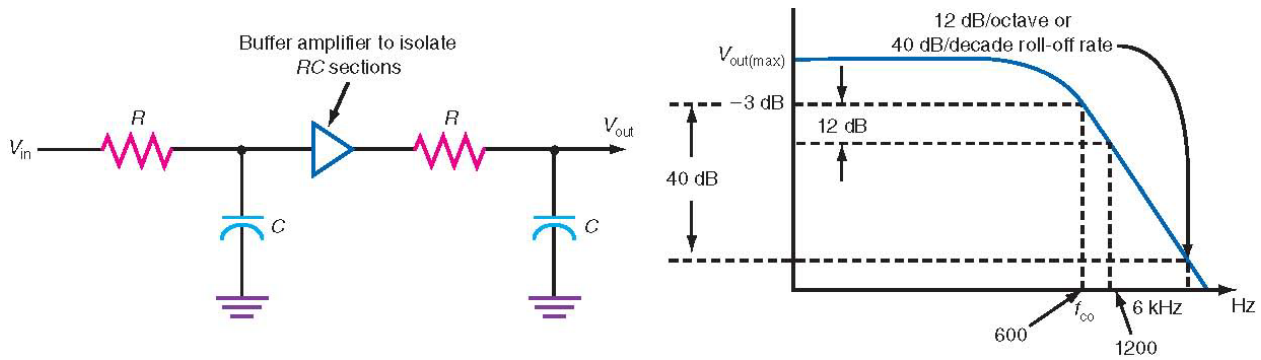 Buffer amplifier to isolate
RC sections
R
R
V_in
V_out
C
C
12 dB/octave or
40 dB/decade roll-off rate
V_out(max)
−3 dB
12 dB
40 dB
f_co
6 kHz
Hz
600
1200